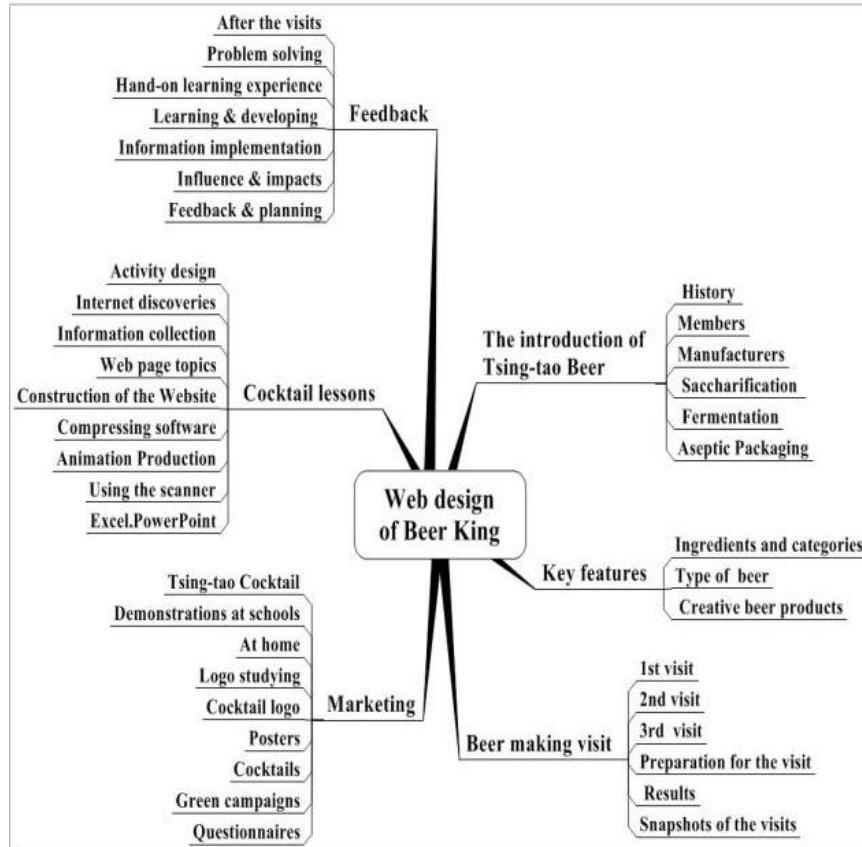 After the visits
Problem solving
Hand-on learning experience
Learning & developing
Information implementation
Influence & impacts
Feedback & planning
Feedback
Activity design
Internet discoveries
Information collection
Web page topics
Construction of the Website
Compressing software
Animation Production
Using the scanner
Excel.PowerPoint
Cocktail lessons
Tsing-tao Cocktail
Demonstrations at schools
At home
Logo studying
Cocktail logo
Posters
Cocktails
Green campaigns
Questionnaires
Marketing
Web design
of Beer King
The introduction of
Tsing-tao Beer
History
Members
Manufacturers
Saccharification
Fermentation
Aseptic Packaging
Key features
Ingredients and categories
Type of beer
Creative beer products
Beer making visit
1st visit
2nd visit
3rd visit
Preparation for the visit
Results
Snapshots of the visits